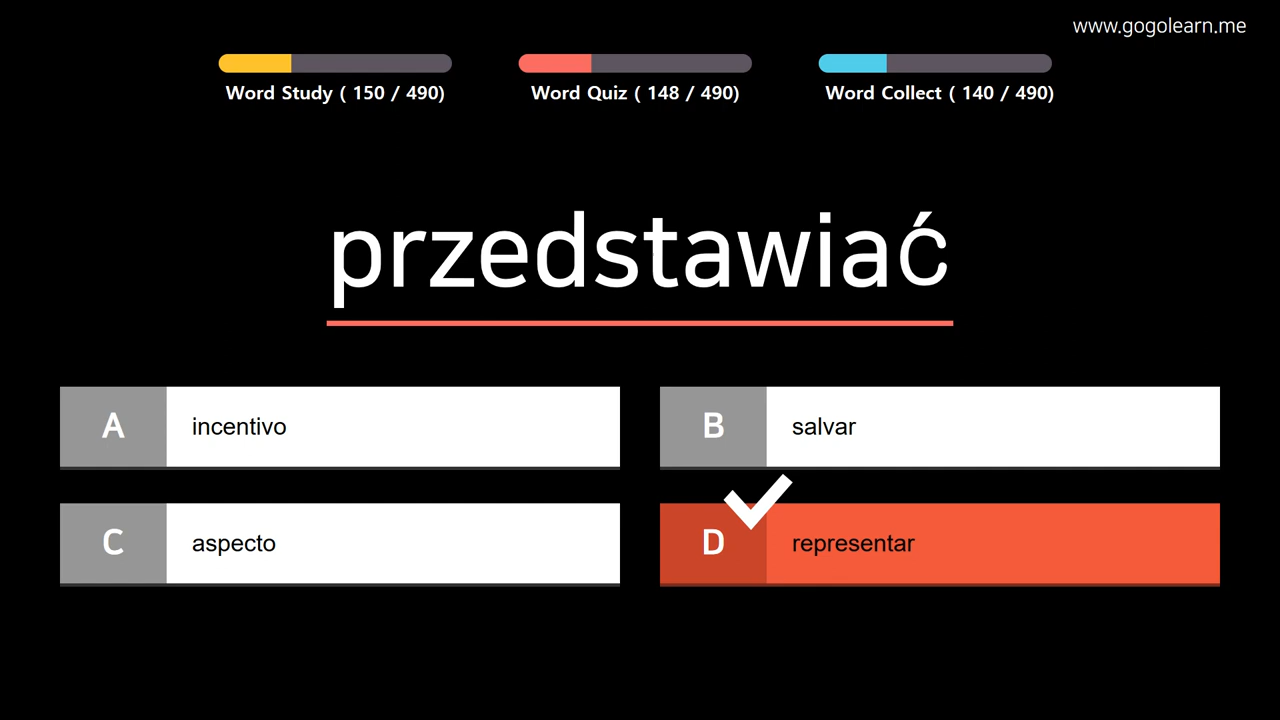 www.gogolearn.me
Word Study ( 150 / 490)
Word Quiz ( 148 / 490)
Word Collect ( 140 / 490)
przedstawiać
A incentivo
B salvar
C aspecto
D representar